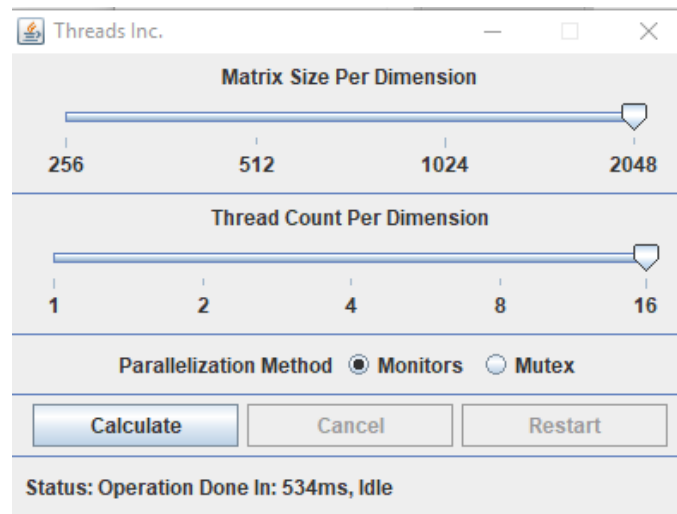 Threads Inc.
Matrix Size Per Dimension
256 512 1024 2048
Thread Count Per Dimension
1 2 4 8 16
Parallelization Method Monitors Mutex
Calculate Cancel Restart
Status: Operation Done In: 534ms, Idle